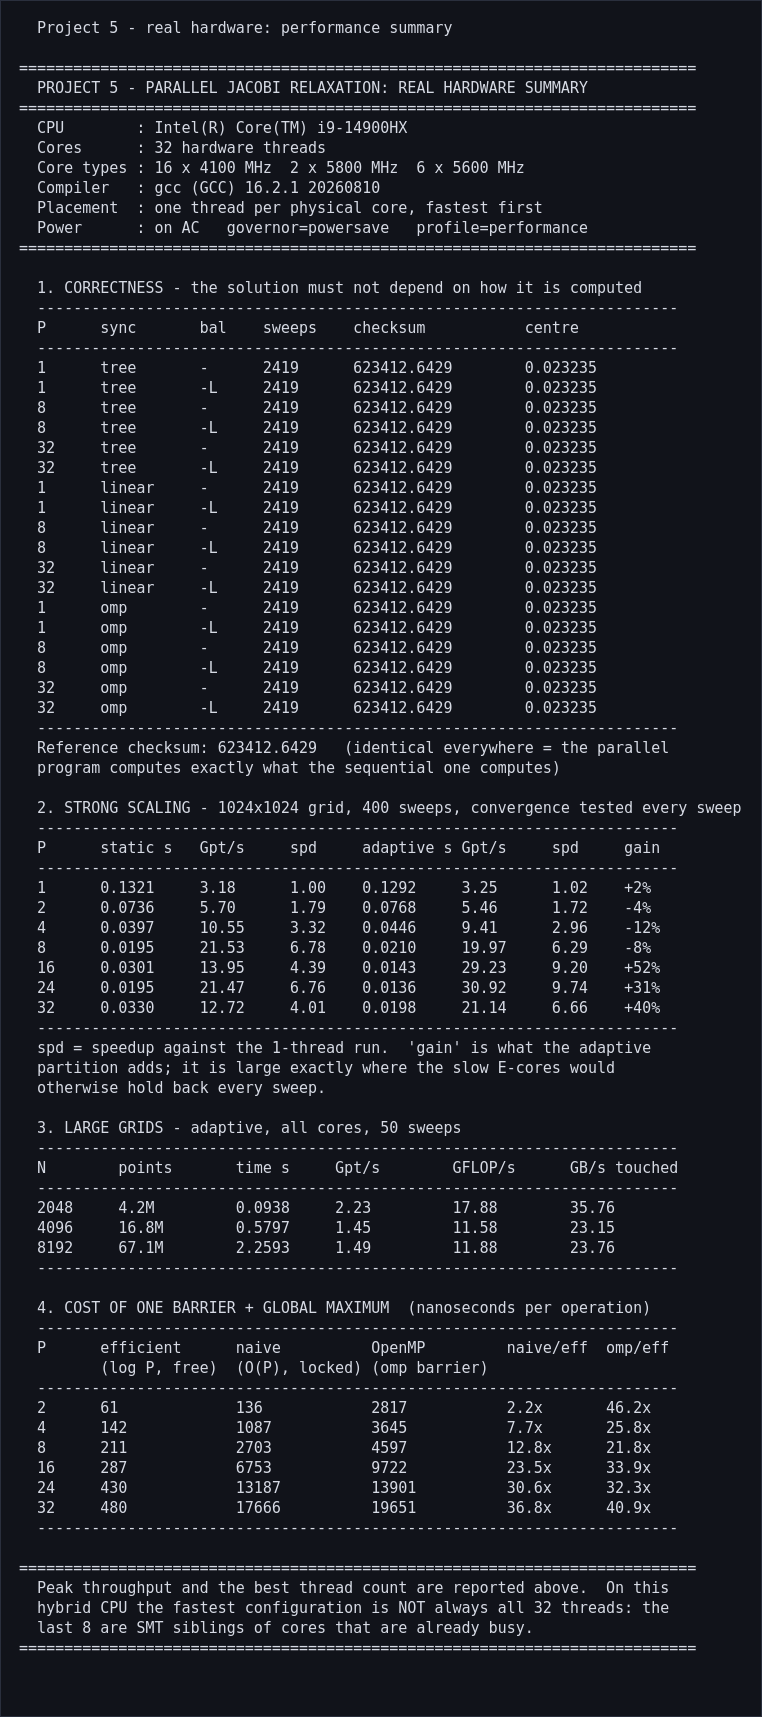 Project 5 - real hardware: performance summary
===========================================================================
PROJECT 5 - PARALLEL JACOBI RELAXATION: REAL HARDWARE SUMMARY
===========================================================================
CPU        : Intel(R) Core(TM) i9-14900HX
Cores      : 32 hardware threads
Core types : 16 x 4100 MHz  2 x 5800 MHz  6 x 5600 MHz
Compiler   : gcc (GCC) 16.2.1 20260810
Placement  : one thread per physical core, fastest first
Power      : on AC   governor=powersave   profile=performance
===========================================================================
1. CORRECTNESS - the solution must not depend on how it is computed
-----------------------------------------------------------------------
P      sync       bal    sweeps    checksum           centre
-----------------------------------------------------------------------
1      tree       -      2419      623412.6429        0.023235
1      tree       -L     2419      623412.6429        0.023235
8      tree       -      2419      623412.6429        0.023235
8      tree       -L     2419      623412.6429        0.023235
32     tree       -      2419      623412.6429        0.023235
32     tree       -L     2419      623412.6429        0.023235
1      linear     -      2419      623412.6429        0.023235
1      linear     -L     2419      623412.6429        0.023235
8      linear     -      2419      623412.6429        0.023235
8      linear     -L     2419      623412.6429        0.023235
32     linear     -      2419      623412.6429        0.023235
32     linear     -L     2419      623412.6429        0.023235
1      omp        -      2419      623412.6429        0.023235
1      omp        -L     2419      623412.6429        0.023235
8      omp        -      2419      623412.6429        0.023235
8      omp        -L     2419      623412.6429        0.023235
32     omp        -      2419      623412.6429        0.023235
32     omp        -L     2419      623412.6429        0.023235
-----------------------------------------------------------------------
Reference checksum: 623412.6429   (identical everywhere = the parallel
program computes exactly what the sequential one computes)
2. STRONG SCALING - 1024x1024 grid, 400 sweeps, convergence tested every sweep
-----------------------------------------------------------------------
P      static s   Gpt/s     spd     adaptive s Gpt/s     spd     gain
-----------------------------------------------------------------------
1      0.1321     3.18      1.00    0.1292     3.25      1.02    +2%
2      0.0736     5.70      1.79    0.0768     5.46      1.72    -4%
4      0.0397     10.55     3.32    0.0446     9.41      2.96    -12%
8      0.0195     21.53     6.78    0.0210     19.97     6.29    -8%
16     0.0301     13.95     4.39    0.0143     29.23     9.20    +52%
24     0.0195     21.47     6.76    0.0136     30.92     9.74    +31%
32     0.0330     12.72     4.01    0.0198     21.14     6.66    +40%
-----------------------------------------------------------------------
spd = speedup against the 1-thread run.  'gain' is what the adaptive
partition adds; it is large exactly where the slow E-cores would
otherwise hold back every sweep.
3. LARGE GRIDS - adaptive, all cores, 50 sweeps
-----------------------------------------------------------------------
N        points       time s     Gpt/s        GFLOP/s      GB/s touched
-----------------------------------------------------------------------
2048     4.2M         0.0938     2.23         17.88        35.76
4096     16.8M        0.5797     1.45         11.58        23.15
8192     67.1M        2.2593     1.49         11.88        23.76
-----------------------------------------------------------------------
4. COST OF ONE BARRIER + GLOBAL MAXIMUM  (nanoseconds per operation)
-----------------------------------------------------------------------
P      efficient      naive          OpenMP         naive/eff  omp/eff
(log P, free)  (O(P), locked) (omp barrier)
-----------------------------------------------------------------------
2      61             136            2817           2.2x       46.2x
4      142            1087           3645           7.7x       25.8x
8      211            2703           4597           12.8x      21.8x
16     287            6753           9722           23.5x      33.9x
24     430            13187          13901          30.6x      32.3x
32     480            17666          19651          36.8x      40.9x
-----------------------------------------------------------------------
===========================================================================
Peak throughput and the best thread count are reported above.  On this
hybrid CPU the fastest configuration is NOT always all 32 threads: the
last 8 are SMT siblings of cores that are already busy.
===========================================================================